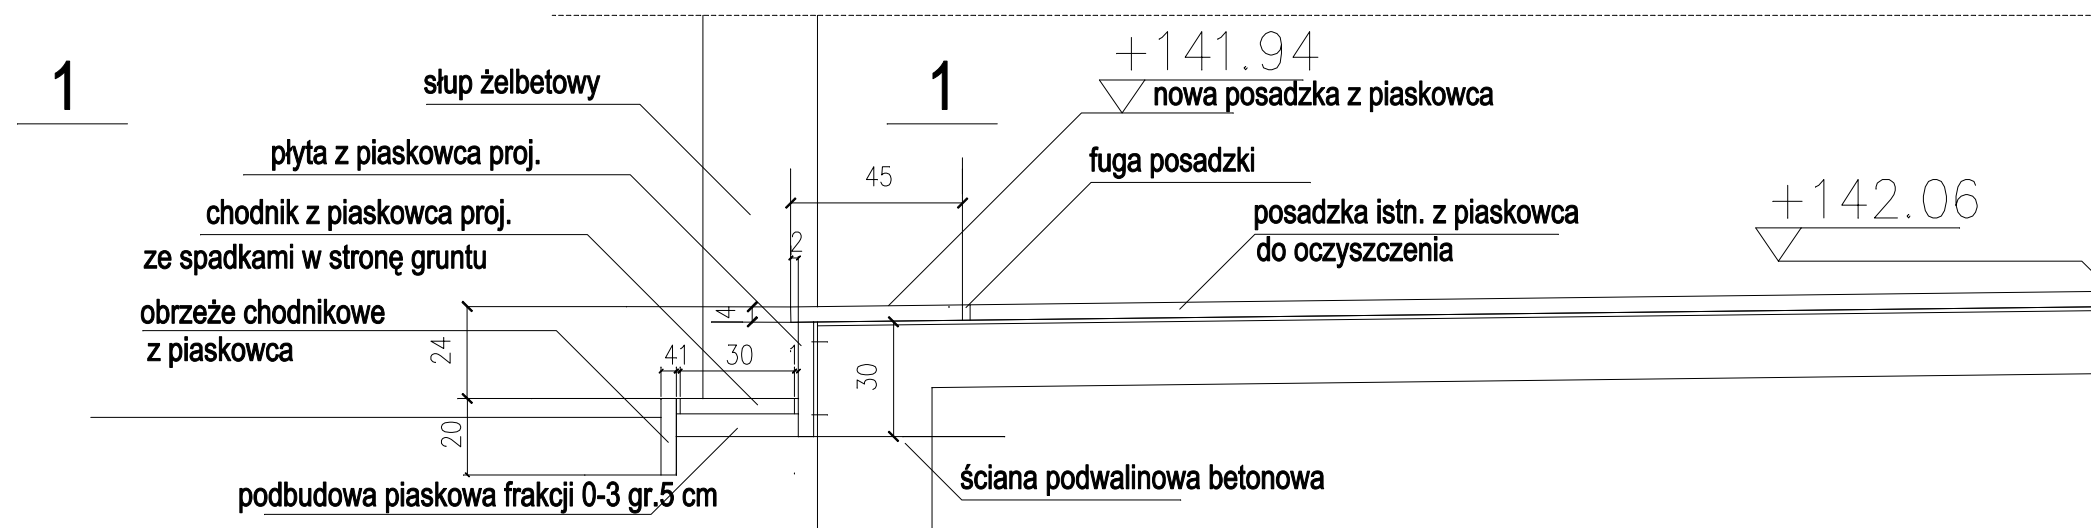 1
słup żelbetowy
1
+141.94
nowa posadzka z piaskowca
płyta z piaskowca proj.
45
fuga posadzki
chodnik z piaskowca proj.
ze spadkami w stronę gruntu
2
posadzka istn. z piaskowca
do oczyszczenia
+142.06
obrzeże chodnikowe
z piaskowca
4
24
41
30
1
30
20
podbudowa piaskowa frakcji 0-3 gr.5 cm
ściana podwalinowa betonowa